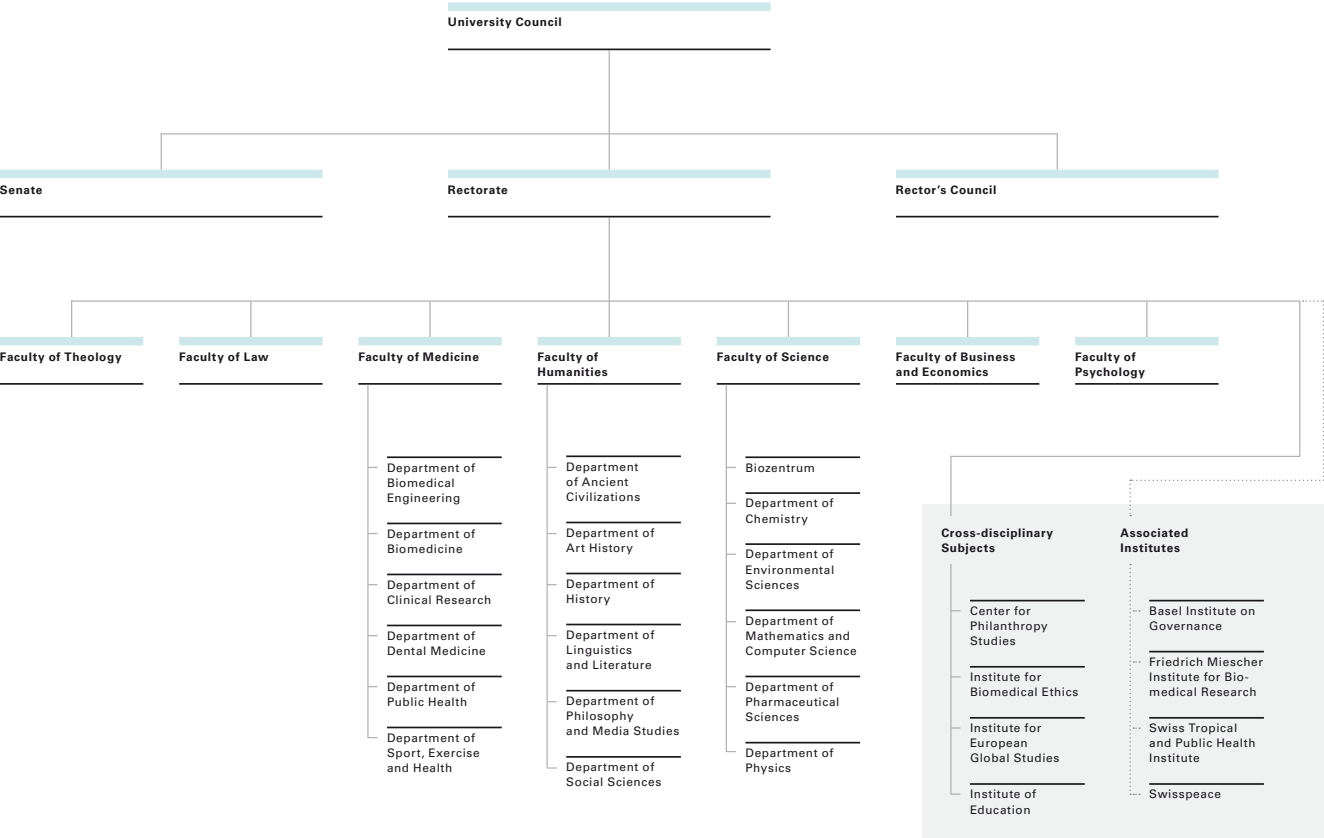 University Council
Senate
Rectorate
Rector's Council
Faculty of Theology
Faculty of Law
Faculty of Medicine
Faculty of
Humanities
Faculty of Science
Faculty of Business
and Economics
Faculty of
Psychology
Department of
Biomedical
Engineering
Department of
Biomedicine
Department of
Clinical Research
Department of
Dental Medicine
Department of
Public Health
Department of
Sport, Exercise
and Health
Department
of Ancient
Civilizations
Department of
Art History
Department of
History
Department of
Linguistics
and Literature
Department of
Philosophy
and Media Studies
Department of
Social Sciences
Biozentrum
Department of
Chemistry
Department of
Environmental
Sciences
Department of
Mathematics and
Computer Science
Department of
Pharmaceutical
Sciences
Department of
Physics
Cross-disciplinary
Subjects
Center for
Philanthropy
Studies
Institute for
Biomedical Ethics
Institute for
European
Global Studies
Institute of
Education
Associated
Institutes
Basel Institute on
Governance
Friedrich Miescher
Institute for Bio-
medical Research
Swiss Tropical
and Public Health
Institute
Swisspeace